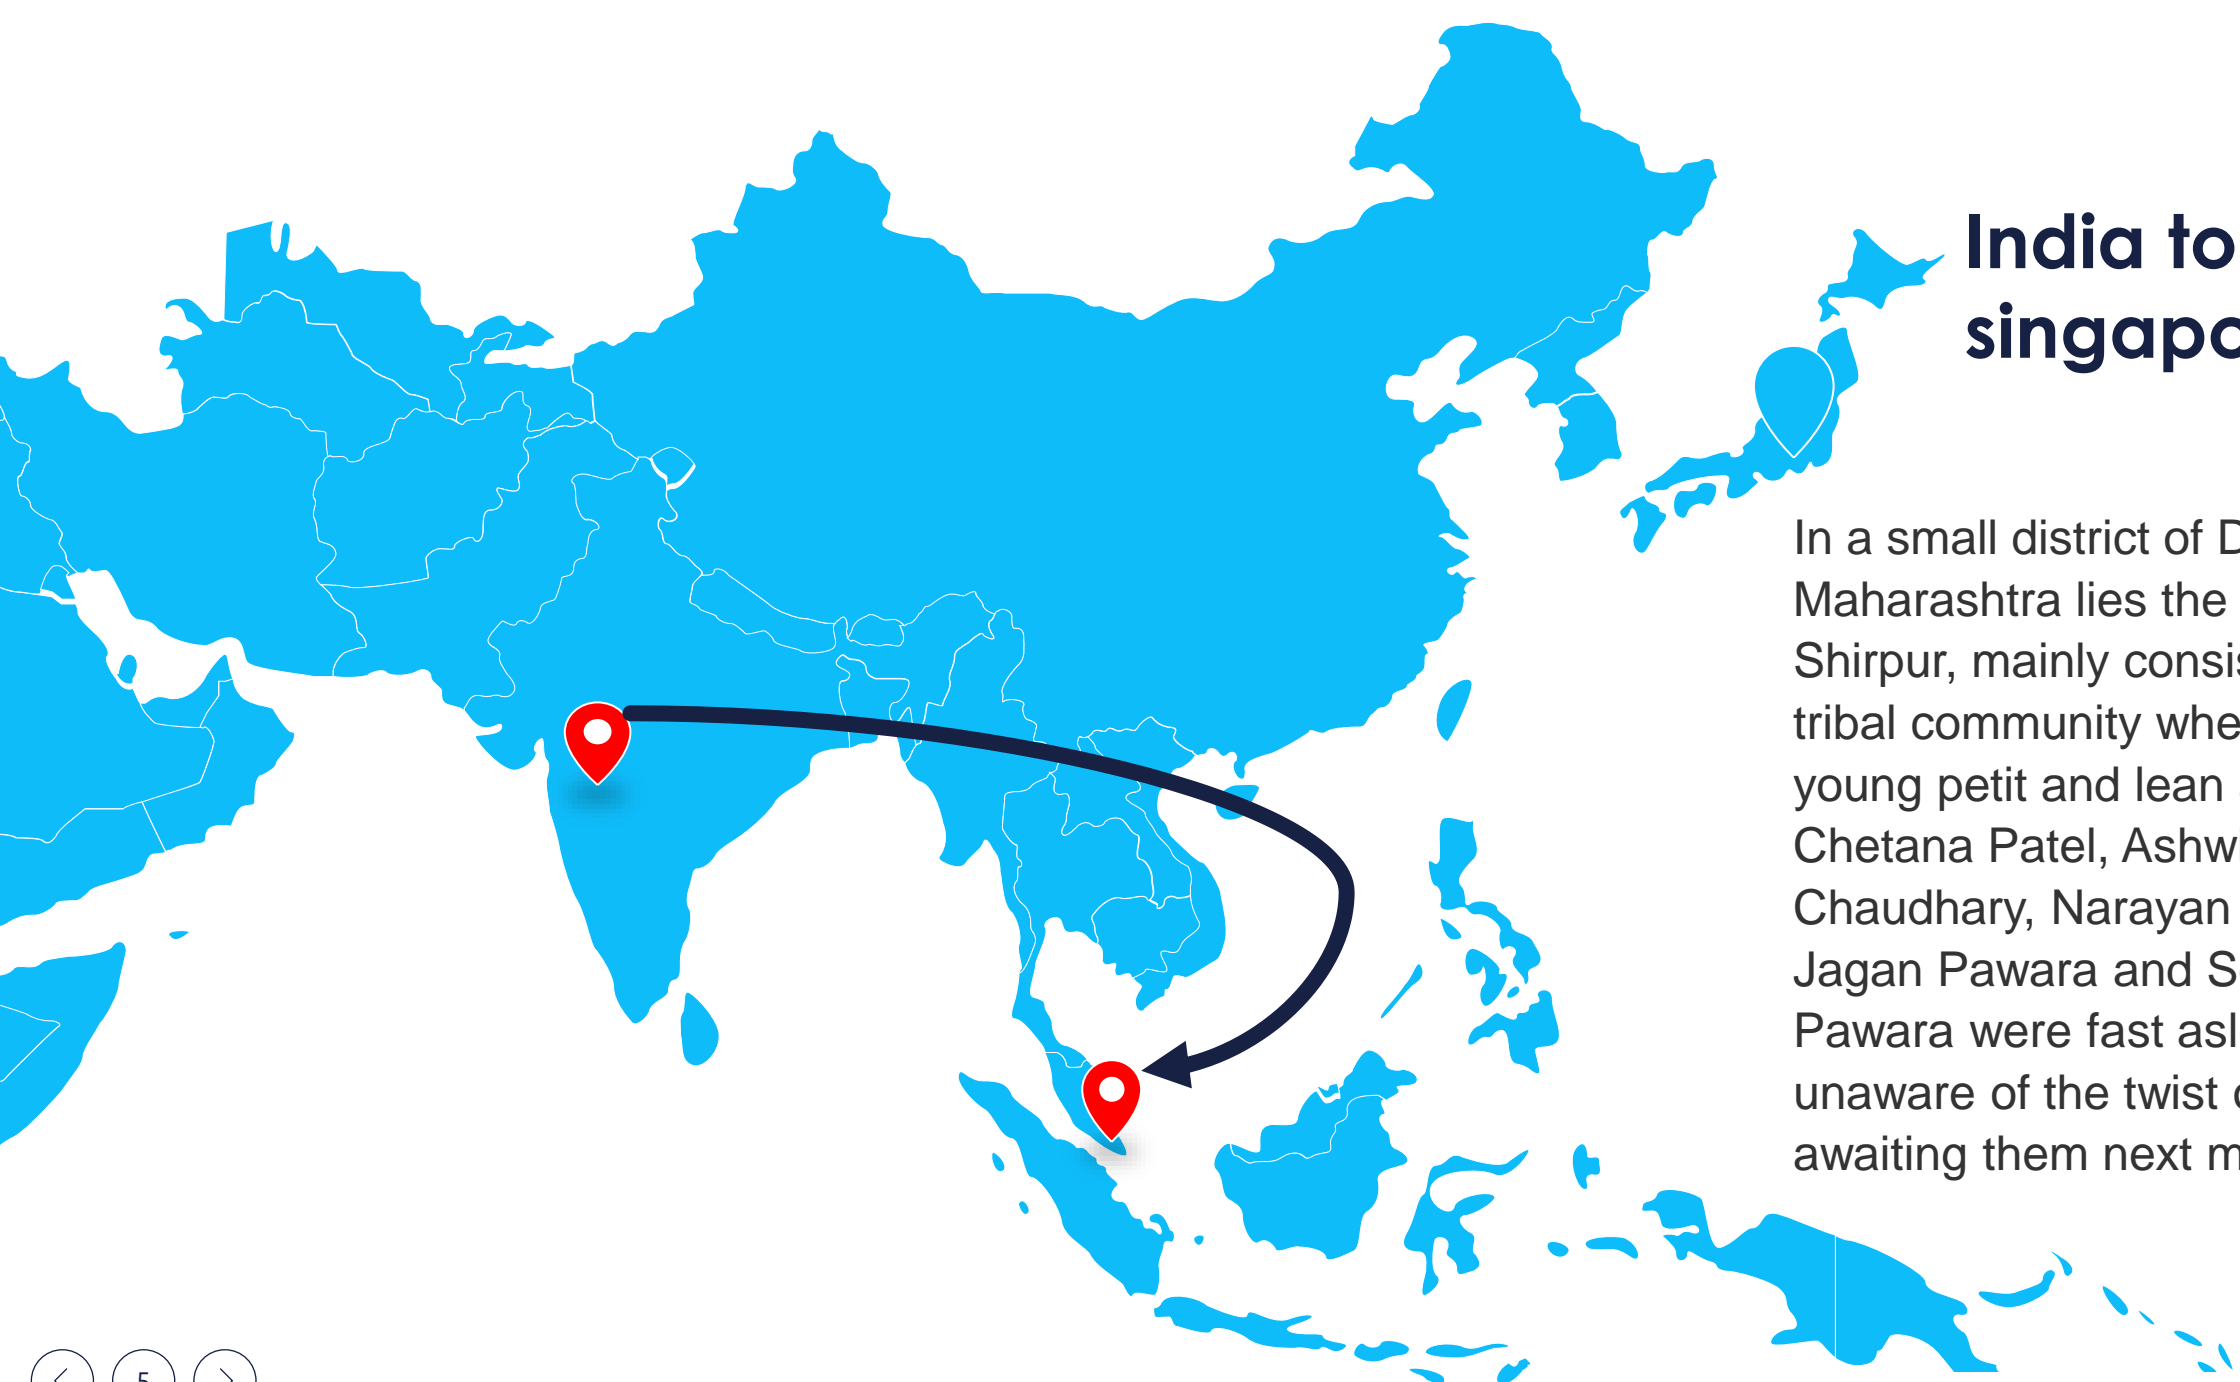 India to
singapo
In a small district of D
Maharashtra lies the
Shirpur, mainly consis
tribal community whe
young petit and lean
Chetana Patel, Ashwi
Chaudhary, Narayan
Jagan Pawara and S
Pawara were fast asl
unaware of the twist
awaiting them next m
5